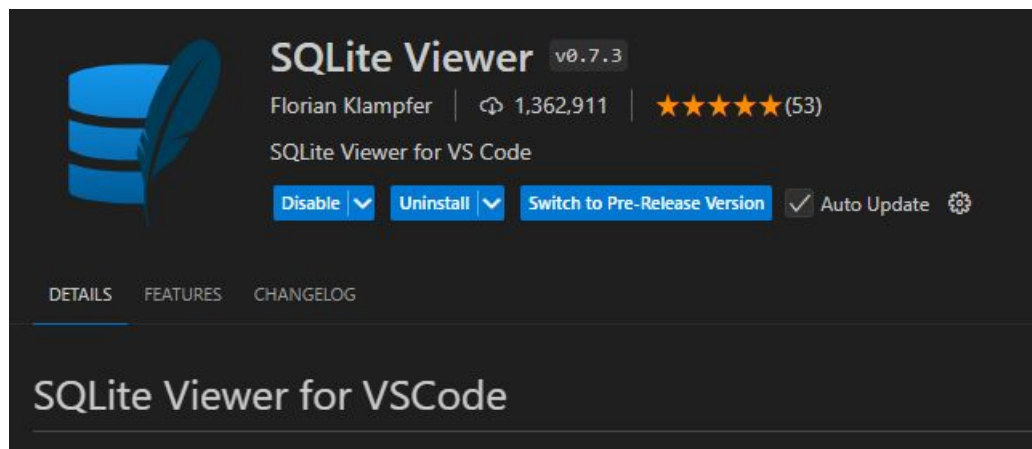 SQLite Viewer v0.7.3
Florian Klampfer 1,362,911 ★★★★★(53)
SQLite Viewer for VS Code
Disable Uninstall Switch to Pre-Release Version Auto Update
DETAILS FEATURES CHANGELOG
SQLite Viewer for VSCode